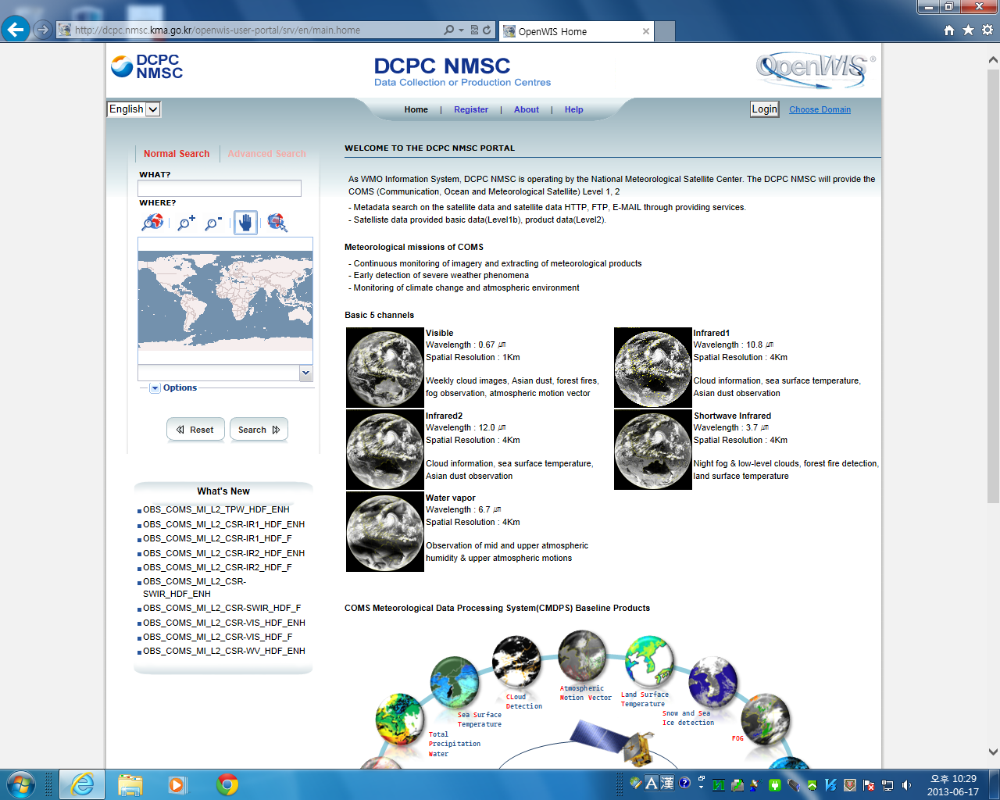 http://dcpc.nmsc.kma.go.kr/openwis-user-portal/srv/en/main.home
OpenWIS Home
DCPC
NMSC
DCPC NMSC
Data Collection or Production Centres
OpenWIS®
English
Home | Register | About | Help
Login
Choose Domain
Normal Search
Advanced Search
WHAT?
WHERE?
Options
Reset
Search
What's New
OBS_COMS_MI_L2_TPW_HDF_ENH
OBS_COMS_MI_L2_CSR-IR1_HDF_ENH
OBS_COMS_MI_L2_CSR-IR1_HDF_F
OBS_COMS_MI_L2_CSR-IR2_HDF_ENH
OBS_COMS_MI_L2_CSR-IR2_HDF_F
OBS_COMS_MI_L2_CSR-
SWIR_HDF_ENH
OBS_COMS_MI_L2_CSR-SWIR_HDF_F
OBS_COMS_MI_L2_CSR-VIS_HDF_ENH
OBS_COMS_MI_L2_CSR-VIS_HDF_F
OBS_COMS_MI_L2_CSR-WV_HDF_ENH
WELCOME TO THE DCPC NMSC PORTAL
As WMO Information System, DCPC NMSC is operating by the National Meteorological Satellite Center. The DCPC NMSC will provide the
COMS (Communication, Ocean and Meteorological Satellite) Level 1, 2
- Metadata search on the satellite data and satellite data HTTP, FTP, E-MAIL through providing services.
- Satelliste data provided basic data(Level1b), product data(Level2).
Meteorological missions of COMS
- Continuous monitoring of imagery and extracting of meteorological products
- Early detection of severe weather phenomena
- Monitoring of climate change and atmospheric environment
Basic 5 channels
Visible
Wavelength : 0.67 ㎛
Spatial Resolution : 1Km
Weekly cloud images, Asian dust, forest fires,
fog observation, atmospheric motion vector
Infrared1
Wavelength : 10.8 ㎛
Spatial Resolution : 4Km
Cloud information, sea surface temperature,
Asian dust observation
Infrared2
Wavelength : 12.0 ㎛
Spatial Resolution : 4Km
Cloud information, sea surface temperature,
Asian dust observation
Shortwave Infrared
Wavelength : 3.7 ㎛
Spatial Resolution : 4Km
Night fog & low-level clouds, forest fire detection,
land surface temperature
Water vapor
Wavelength : 6.7 ㎛
Spatial Resolution : 4Km
Observation of mid and upper atmospheric
humidity & upper atmospheric motions
COMS Meteorological Data Processing System(CMDPS) Baseline Products
Total
Precipitation
Water
Sea Surface
Temperature
CLoud
Detection
Atmospheric
Motion Vector
Land Surface
Temperature
Snow and Sea
Ice detection
FOG
A 漢
오후 10:29
2013-06-17